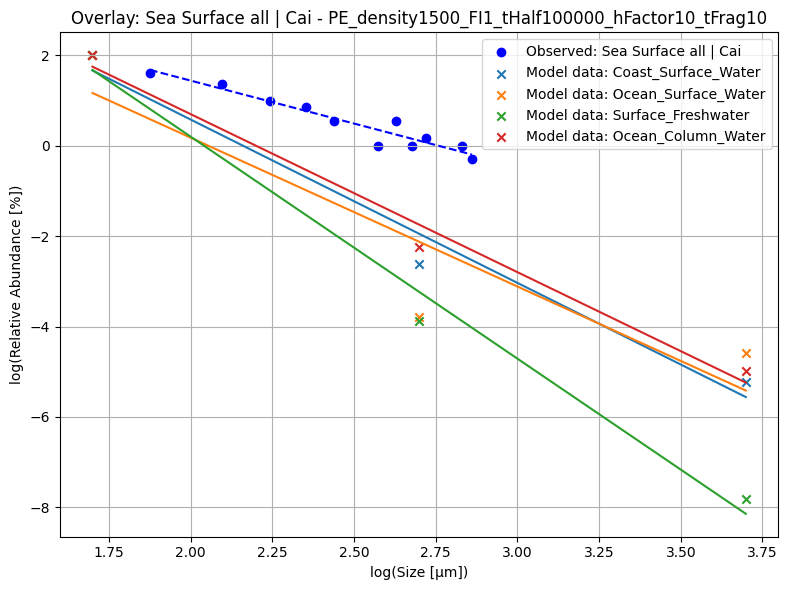 Overlay: Sea Surface all | Cai - PE_density1500_FI1_tHalf100000_hFactor10_tFrag10
Observed: Sea Surface all | Cai
Model data: Coast_Surface_Water
Model data: Ocean_Surface_Water
Model data: Surface_Freshwater
Model data: Ocean_Column_Water
log(Relative Abundance [%])
2
0
−2
−4
−6
−8
1.75
2.00
2.25
2.50
2.75
3.00
3.25
3.50
3.75
log(Size [μm])